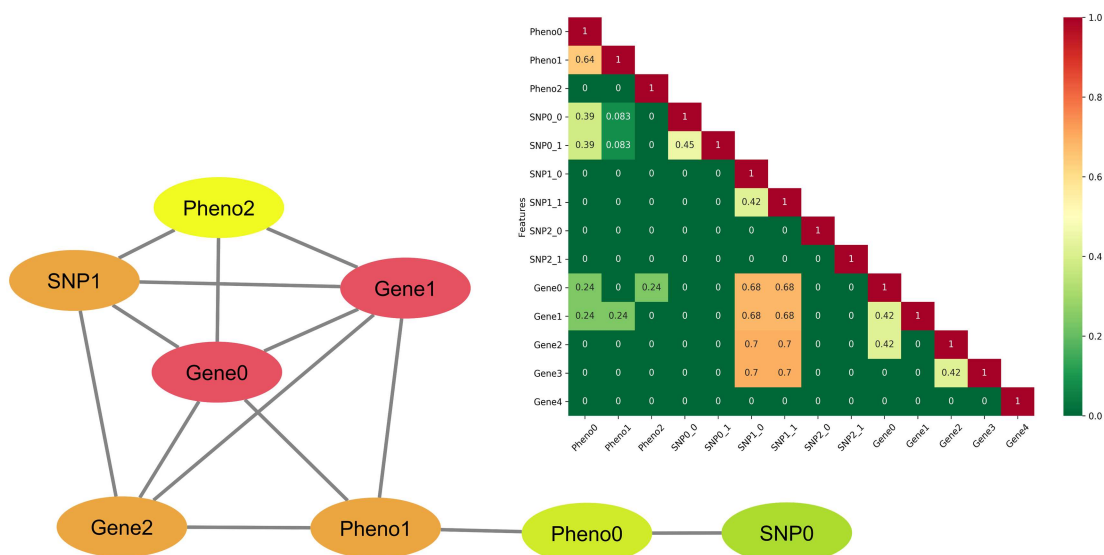 Pheno2
SNP1
Gene1
Gene0
Gene2
Pheno1
Pheno0
SNP0
Features
Pheno0 1
Pheno1 0.64 1
Pheno2 0 0 1
SNP0_0 0.39 0.083 0 1
SNP0_1 0.39 0.083 0 0.45 1
SNP1_0 0 0 0 0 0 1
SNP1_1 0 0 0 0 0 0.42 1
SNP2_0 0 0 0 0 0 0 0 1
SNP2_1 0 0 0 0 0 0 0 0 1
Gene0 0.24 0 0.24 0 0 0.68 0.68 0 0 1
Gene1 0.24 0.24 0 0 0 0.68 0.68 0 0 0.42 1
Gene2 0 0 0 0 0 0.7 0.7 0 0 0.42 0 1
Gene3 0 0 0 0 0 0.7 0.7 0 0 0 0 0.42 1
Gene4 0 0 0 0 0 0 0 0 0 0 0 0 0 1
Pheno0 Pheno1 Pheno2 SNP0_0 SNP0_1 SNP1_0 SNP1_1 SNP2_0 SNP2_1 Gene0 Gene1 Gene2 Gene3 Gene4
1.0
0.8
0.6
0.4
0.2
0.0